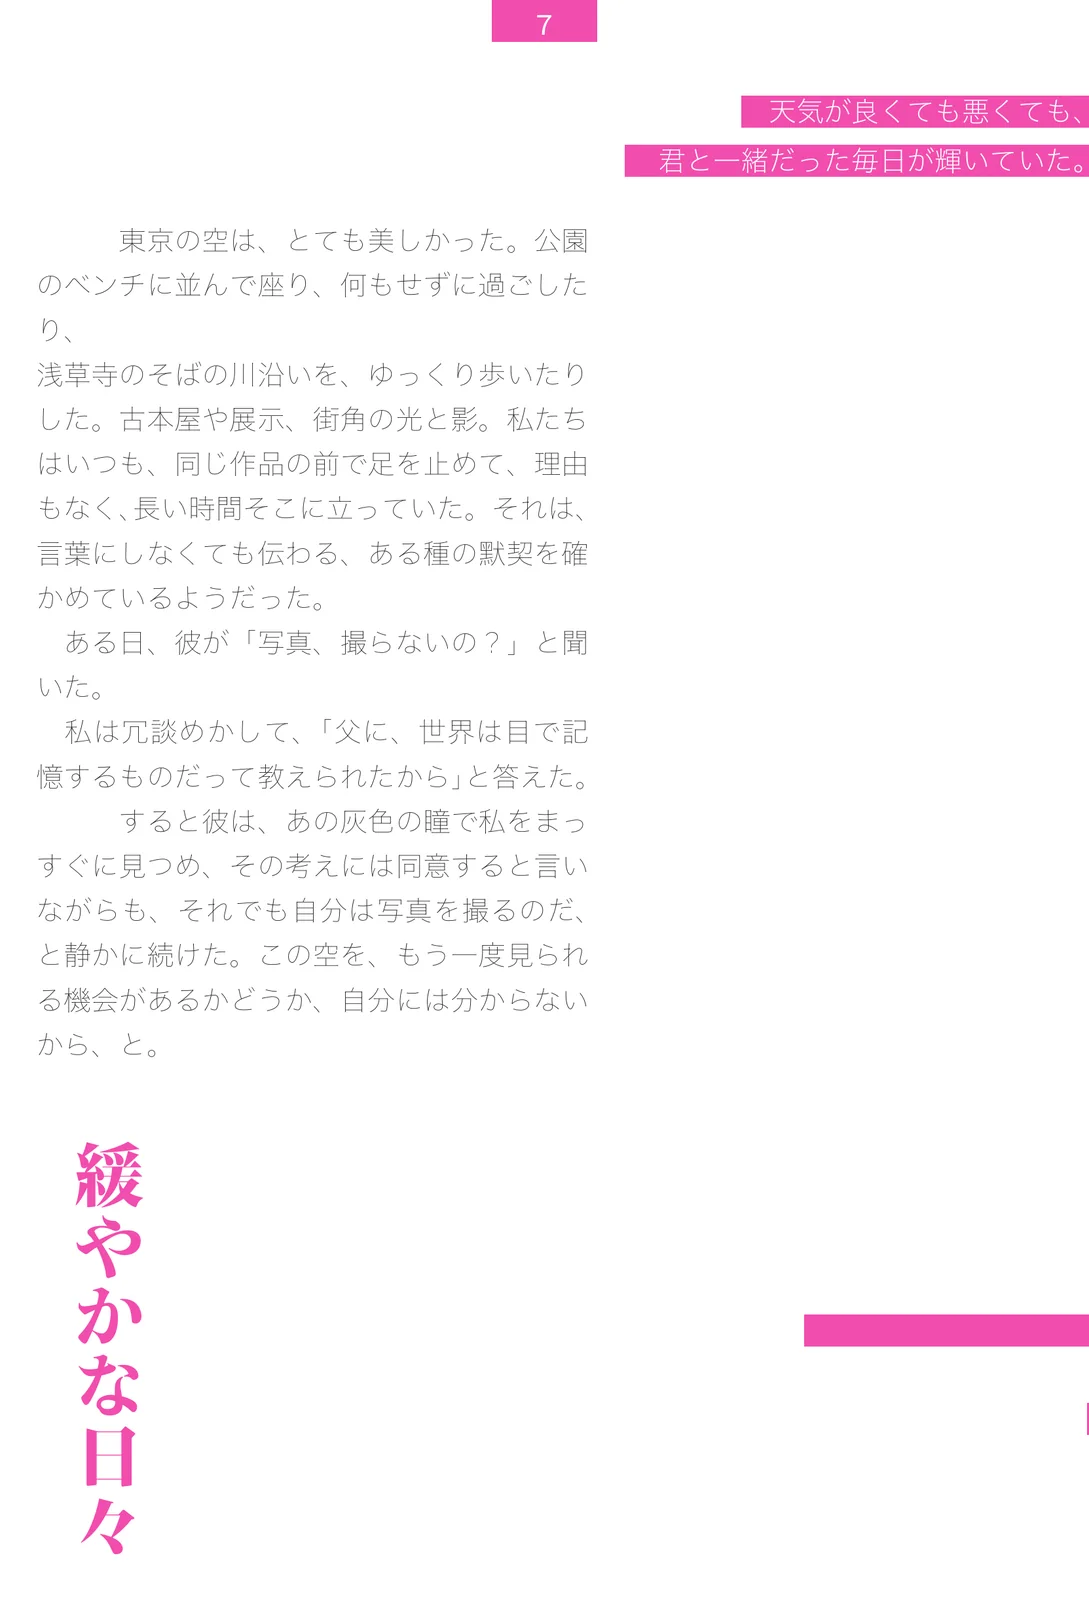 7
天気が良くても悪くても、
君と一緒だった毎日が輝いていた。
東京の空は、とても美しかった。公園
のベンチに並んで座り、何もせずに過ごした
り、
浅草寺のそばの川沿いを、ゆっくり歩いたり
した。古本屋や展示、街角の光と影。私たち
はいつも、同じ作品の前で足を止めて、理由
もなく、長い時間そこに立っていた。それは、
言葉にしなくても伝わる、ある種の默契を確
かめているようだった。
ある日、彼が「写真、撮らないの？」と聞
いた。
私は冗談めかして、「父に、世界は目で記
憶するものだって教えられたから」と答えた。
すると彼は、あの灰色の瞳で私をまっ
すぐに見つめ、その考えには同意すると言い
ながらも、それでも自分は写真を撮るのだ、
と静かに続けた。この空を、もう一度見られ
る機会があるかどうか、自分には分からない
から、と。
緩やかな日々